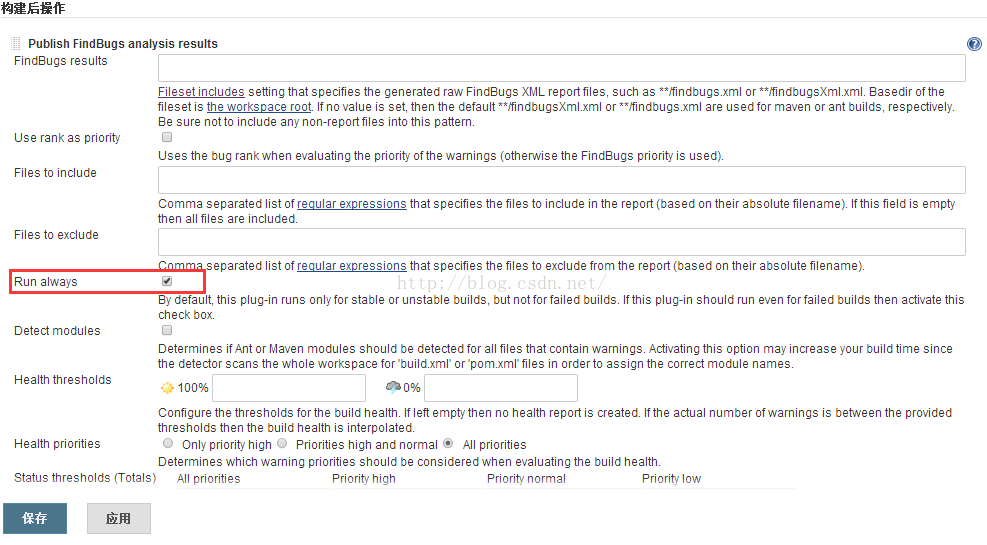 构建后操作
Publish FindBugs analysis results
FindBugs results
Fileset includes setting that specifies the generated raw FindBugs XML report files, such as **/findbugs.xml or **/findbugsXml.xml. Basedir of the
fileset is the workspace root. If no value is set, then the default **/findbugsXml.xml or **/findbugs.xml are used for maven or ant builds, respectively.
Be sure not to include any non-report files into this pattern.
Use rank as priority
Uses the bug rank when evaluating the priority of the warnings (otherwise the FindBugs priority is used).
Files to include
Comma separated list of regular expressions that specifies the files to include in the report (based on their absolute filename). If this field is empty
then all files are included.
Files to exclude
Comma separated list of regular expressions that specifies the files to exclude from the report (based on their absolute filename).
Run always
http://blog.csdn.net/
By default, this plug-in runs only for stable or unstable builds, but not for failed builds. If this plug-in should run even for failed builds then activate this
check box.
Detect modules
Determines if Ant or Maven modules should be detected for all files that contain warnings. Activating this option may increase your build time since
the detector scans the whole workspace for 'build.xml' or 'pom.xml' files in order to assign the correct module names.
Health thresholds 100% 0%
Configure the thresholds for the build health. If left empty then no health report is created. If the actual number of warnings is between the provided
thresholds then the build health is interpolated.
Health priorities Only priority high Priorities high and normal All priorities
Determines which warning priorities should be considered when evaluating the build health.
Status thresholds (Totals) All priorities Priority high Priority normal Priority low
保存 应用